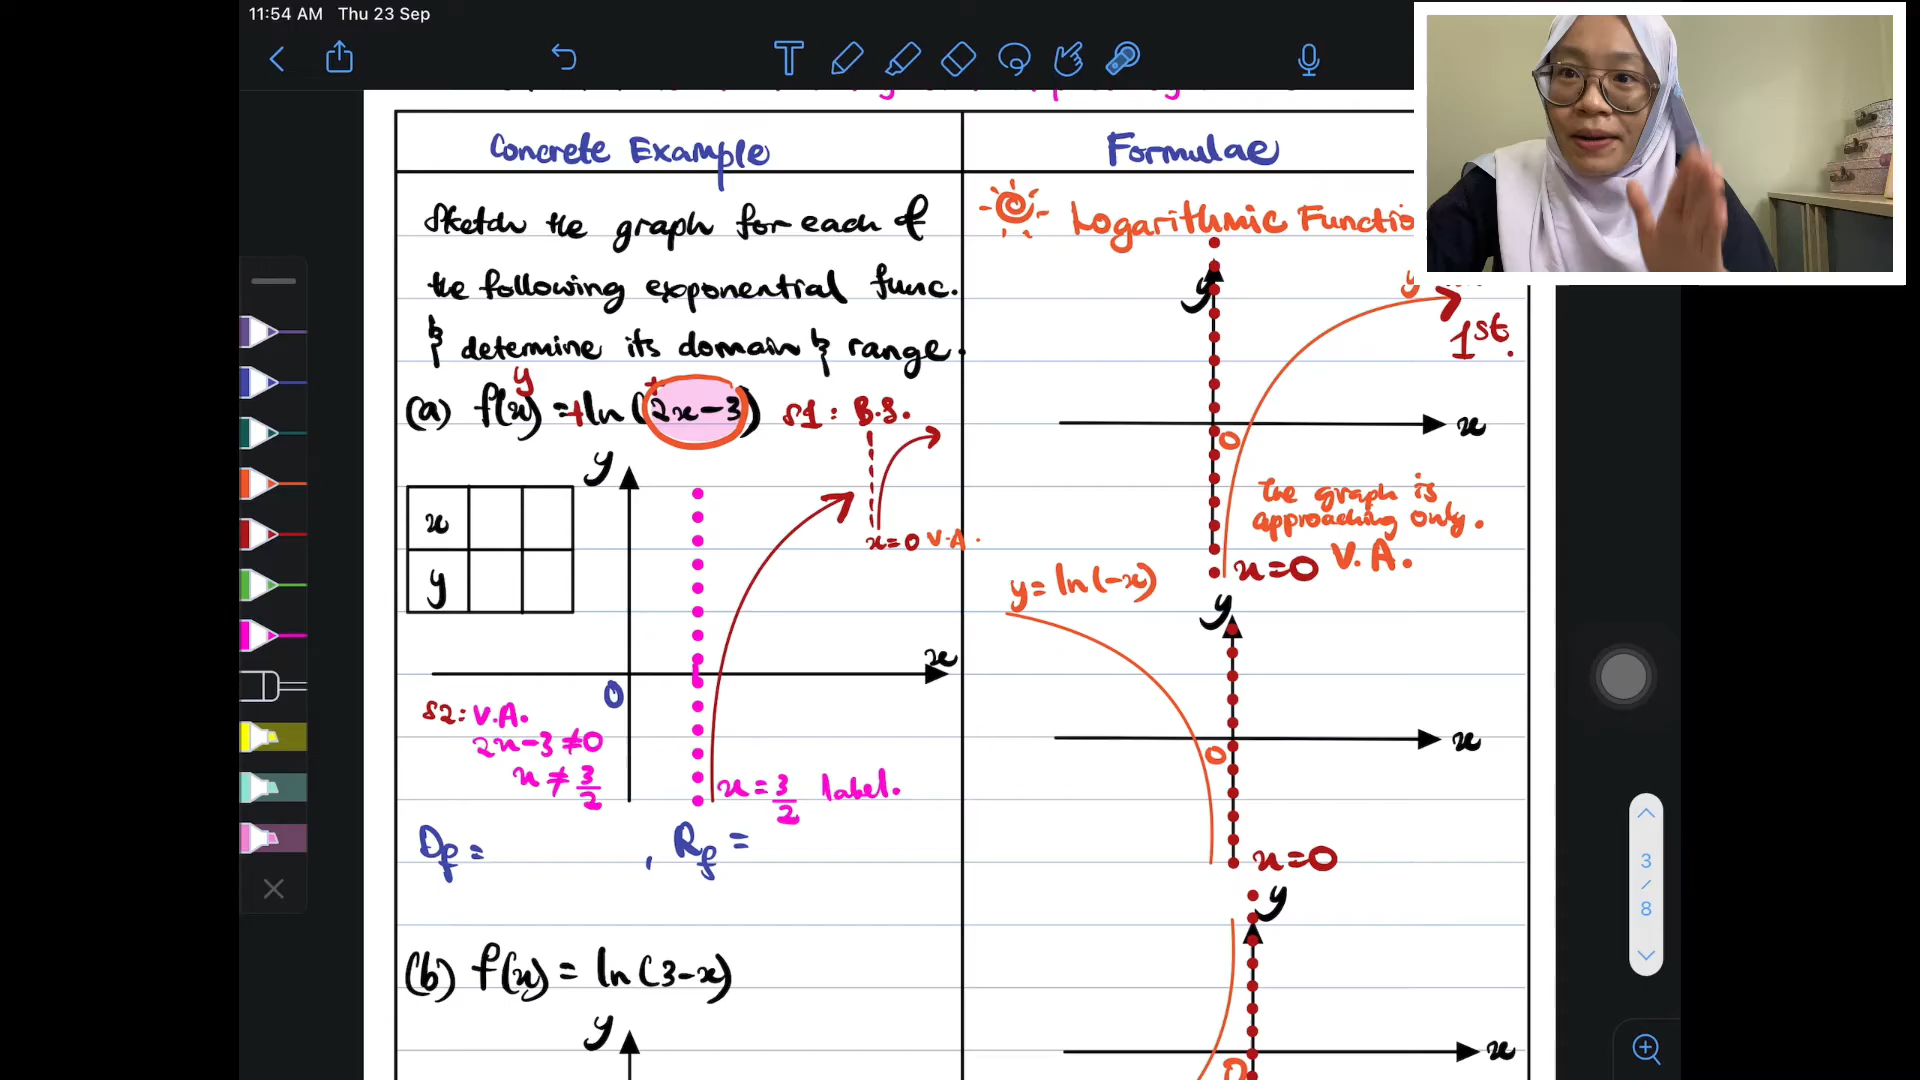 11:54 AM Thu 23 Sep
Concrete Example
Formulae
Sketch the graph for each of
the following exponential func.
& determine its domain & range.
y
(a) f(x) = + ln (2x-3) S1 : B.S.
+
y
x
y
x=0 V.A.
x
0
S2: V.A.
2x-3 ≠ 0
x ≠ 3/2
x = 3/2 label.
Df = , Rf =
(b) f(x) = ln(3-x)
y
Logarithmic Functio
y
y
1st.
x
0
The graph is
approaching only.
x=0 V.A.
y = ln(-x)
y
x
0
x=0
y
x
0
3
/
8